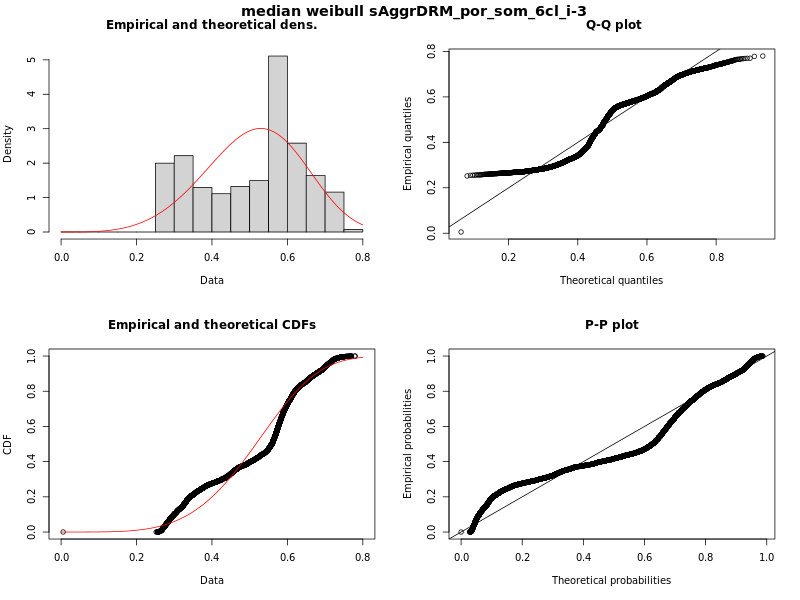 median weibull sAggrDRM_por_som_6cl_i-3
Empirical and theoretical dens.
Density
0 1 2 3 4 5
0.0 0.2 0.4 0.6 0.8
Data
Q-Q plot
Empirical quantiles
0.0 0.2 0.4 0.6 0.8
0.2 0.4 0.6 0.8
Theoretical quantiles
Empirical and theoretical CDFs
CDF
0.0 0.2 0.4 0.6 0.8 1.0
0.0 0.2 0.4 0.6 0.8
Data
P-P plot
Empirical probabilities
0.0 0.2 0.4 0.6 0.8 1.0
0.0 0.2 0.4 0.6 0.8 1.0
Theoretical probabilities